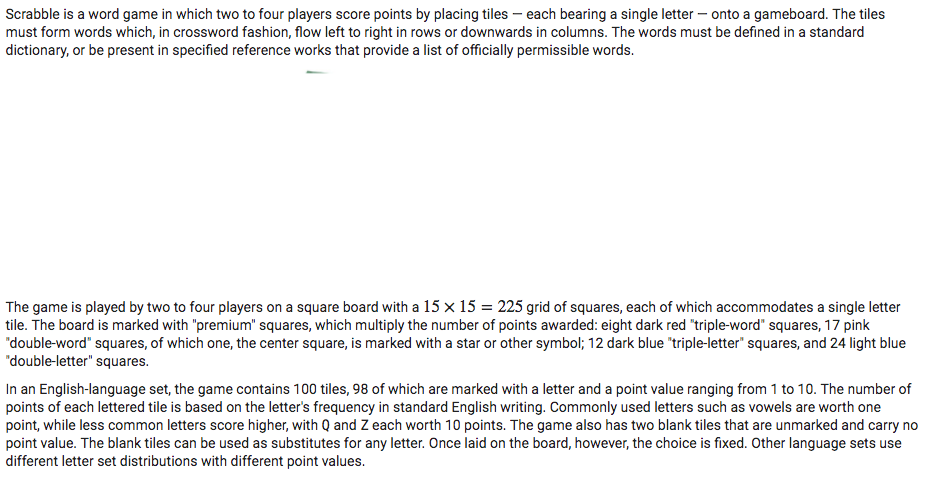 Scrabble is a word game in which two to four players score points by placing tiles — each bearing a single letter — onto a gameboard. The tiles
must form words which, in crossword fashion, flow left to right in rows or downwards in columns. The words must be defined in a standard
dictionary, or be present in specified reference works that provide a list of officially permissible words.
The game is played by two to four players on a square board with a 15 × 15 = 225 grid of squares, each of which accommodates a single letter
tile. The board is marked with "premium" squares, which multiply the number of points awarded: eight dark red "triple-word" squares, 17 pink
"double-word" squares, of which one, the center square, is marked with a star or other symbol; 12 dark blue "triple-letter" squares, and 24 light blue
"double-letter" squares.
In an English-language set, the game contains 100 tiles, 98 of which are marked with a letter and a point value ranging from 1 to 10. The number of
points of each lettered tile is based on the letter's frequency in standard English writing. Commonly used letters such as vowels are worth one
point, while less common letters score higher, with Q and Z each worth 10 points. The game also has two blank tiles that are unmarked and carry no
point value. The blank tiles can be used as substitutes for any letter. Once laid on the board, however, the choice is fixed. Other language sets use
different letter set distributions with different point values.